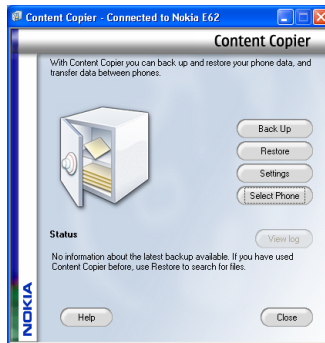 Content Copier - Connected to Nokia E62
Content Copier
With Content Copier you can back up and restore your phone data, and
transfer data between phones.
Back Up
Restore
Settings
Select Phone
Status
View log
No information about the latest backup available. If you have used
Content Copier before, use Restore to search for files.
NOKIA
Help
Close